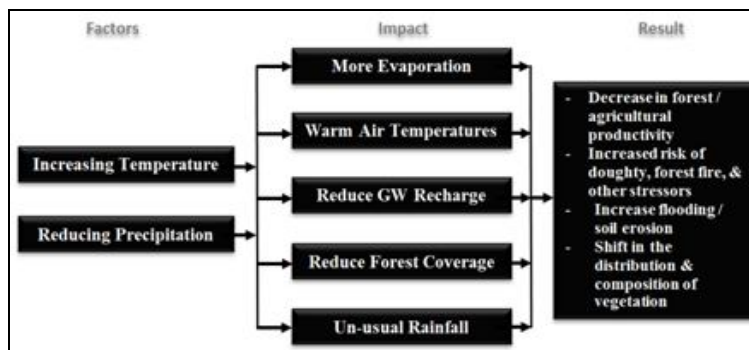 Factors
Impact
Result
Increasing Temperature
Reducing Precipitation
More Evaporation
Warm Air Temperatures
Reduce GW Recharge
Reduce Forest Coverage
Un-usual Rainfall
- Decrease in forest /
agricultural
productivity
- Increased risk of
doughty, forest fire, &
other stressors
- Increase flooding /
soil erosion
- Shift in the
distribution &
composition of
vegetation